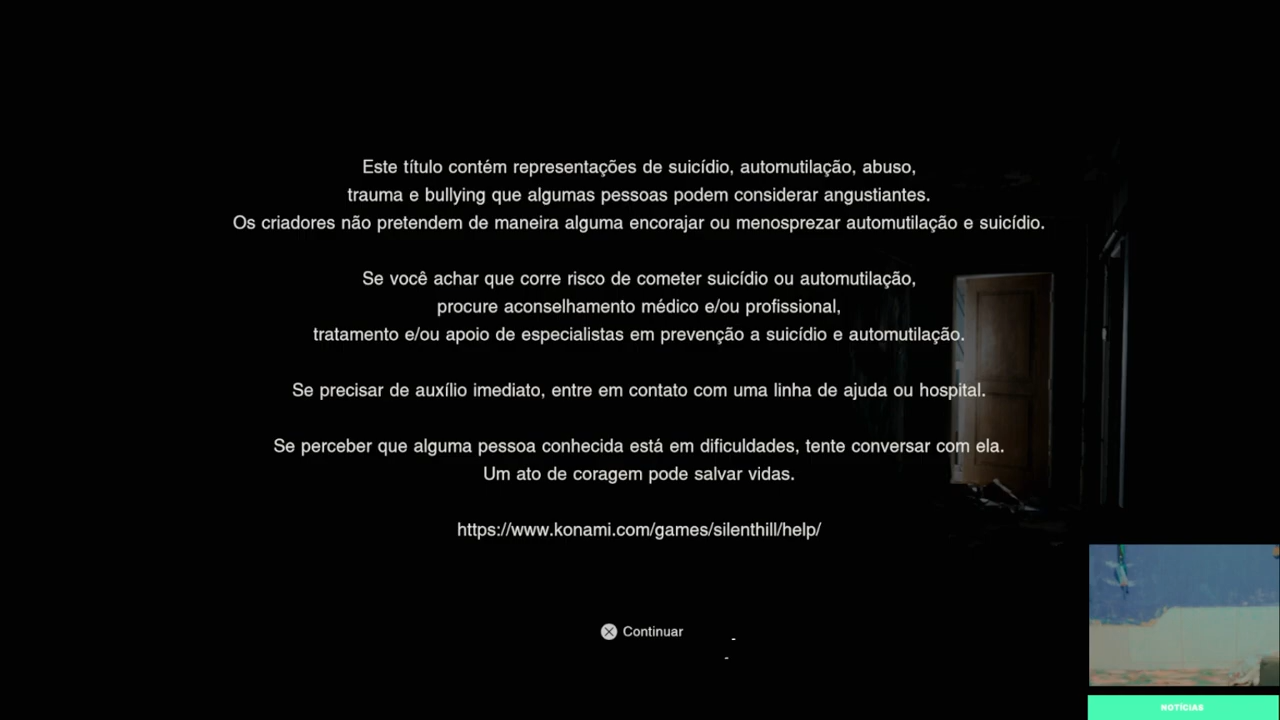 Este título contém representações de suicídio, automutilação, abuso,
trauma e bullying que algumas pessoas podem considerar angustiantes.
Os criadores não pretendem de maneira alguma encorajar ou menosprezar automutilação e suicídio.
Se você achar que corre risco de cometer suicídio ou automutilação,
procure aconselhamento médico e/ou profissional,
tratamento e/ou apoio de especialistas em prevenção a suicídio e automutilação.
Se precisar de auxílio imediato, entre em contato com uma linha de ajuda ou hospital.
Se perceber que alguma pessoa conhecida está em dificuldades, tente conversar com ela.
Um ato de coragem pode salvar vidas.
https://www.konami.com/games/silenthill/help/
Continuar
NOTÍCIAS